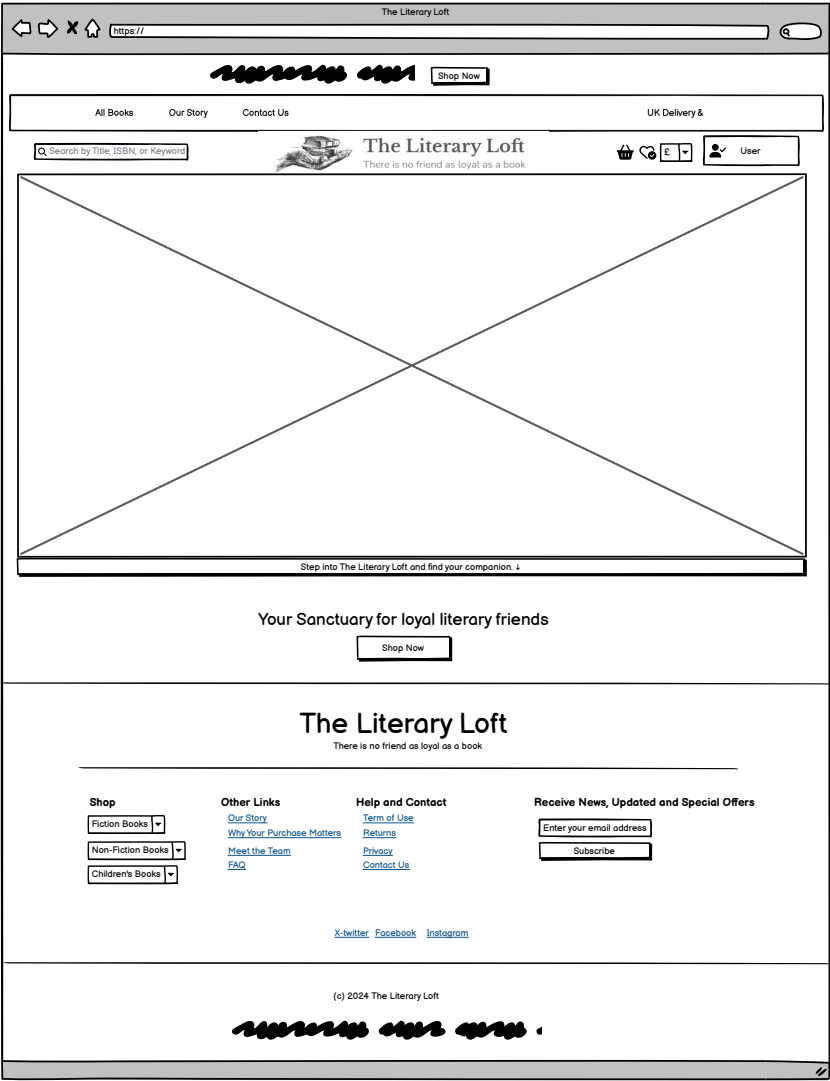 The Literary Loft
https://
Shop Now
All Books Our Story Contact Us UK Delivery &
Search by Title, ISBN, or Keyword
The Literary Loft
There is no friend as loyal as a book
£
User
Step into The Literary Loft and find your companion. ↓
Your Sanctuary for loyal literary friends
Shop Now
The Literary Loft
There is no friend as loyal as a book
Shop
Fiction Books
Non-Fiction Books
Children's Books
Other Links
Our Story
Why Your Purchase Matters
Meet the Team
FAQ
Help and Contact
Term of Use
Returns
Privacy
Contact Us
Receive News, Updated and Special Offers
Enter your email address
Subscribe
X-twitter Facebook Instagram
(c) 2024 The Literary Loft